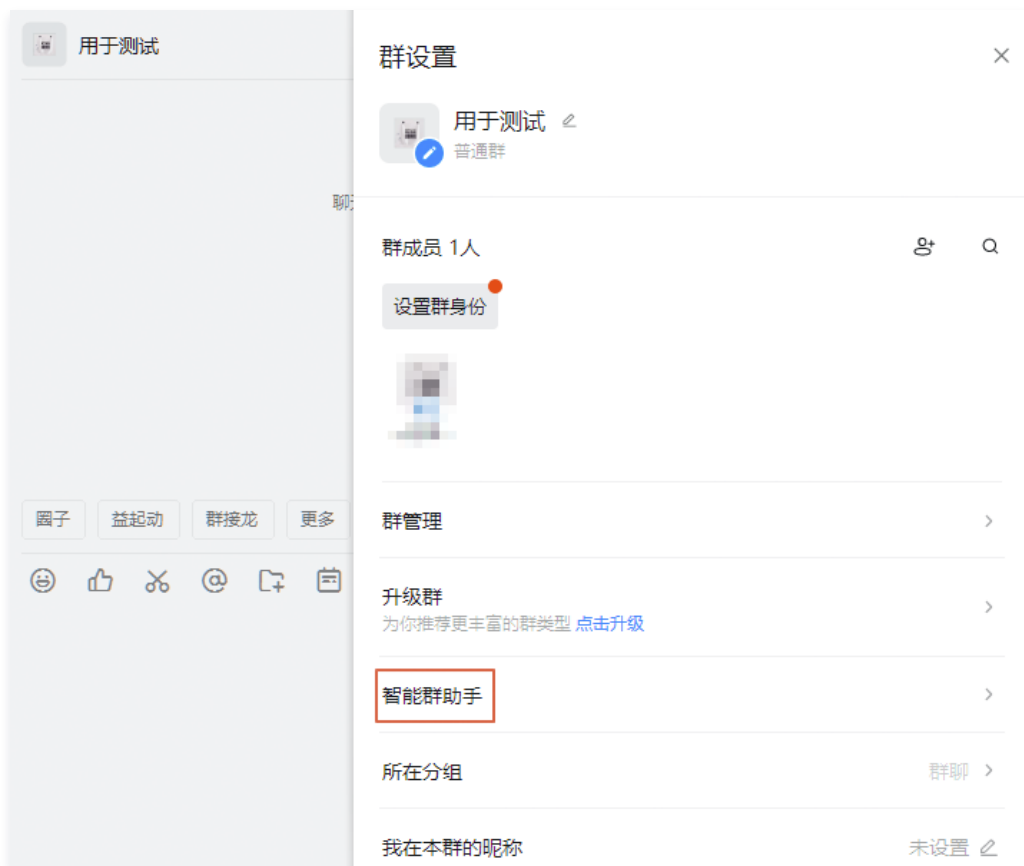 用于测试
群设置
用于测试
普通群
聊
群成员 1人
设置群身份
圈子
益起动
群接龙
更多
群管理
升级群
为你推荐更丰富的群类型 点击升级
智能群助手
所在分组
群聊
我在本群的昵称
未设置